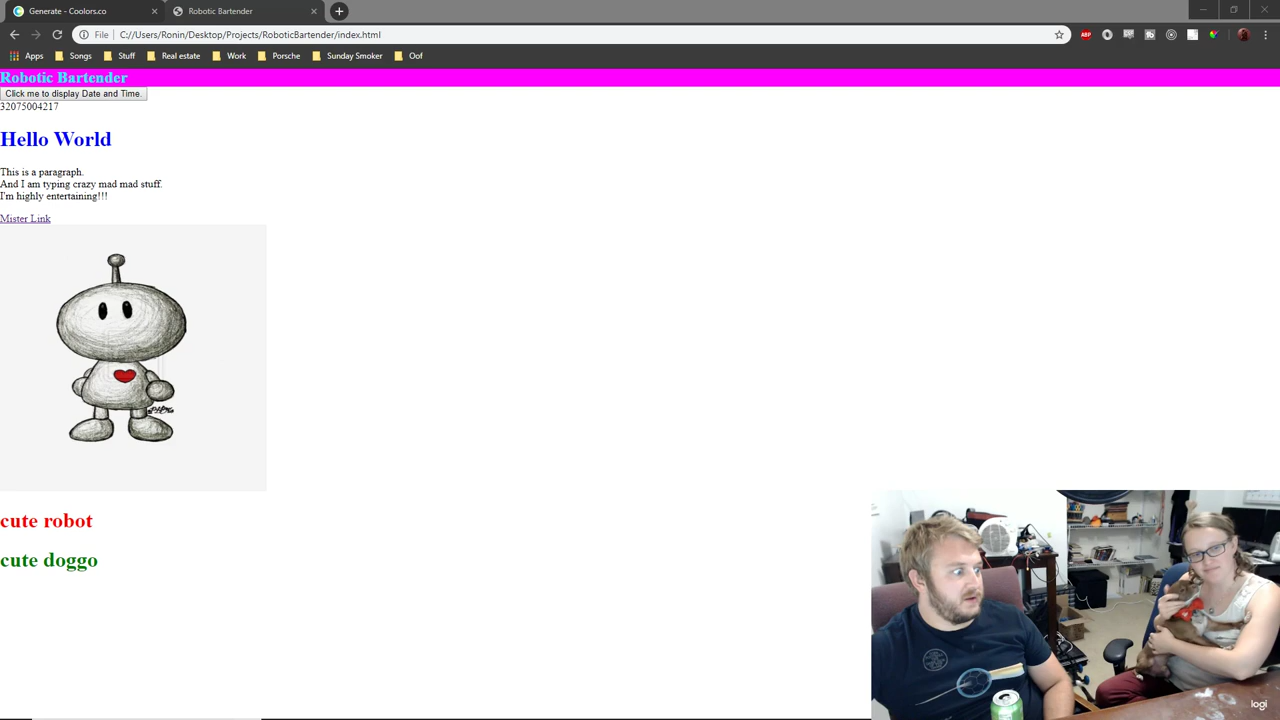 Generate - Coolors.co
Robotic Bartender
File
C://Users/Ronin/Desktop/Projects/RoboticBartender/index.html
ABP
Apps
Songs
Stuff
Real estate
Work
Porsche
Sunday Smoker
Oof
Robotic Bartender
Click me to display Date and Time.
32075004217
Hello World
This is a paragraph.
And I am typing crazy mad mad stuff.
I'm highly entertaining!!!
Mister Link
cute robot
cute doggo
logi